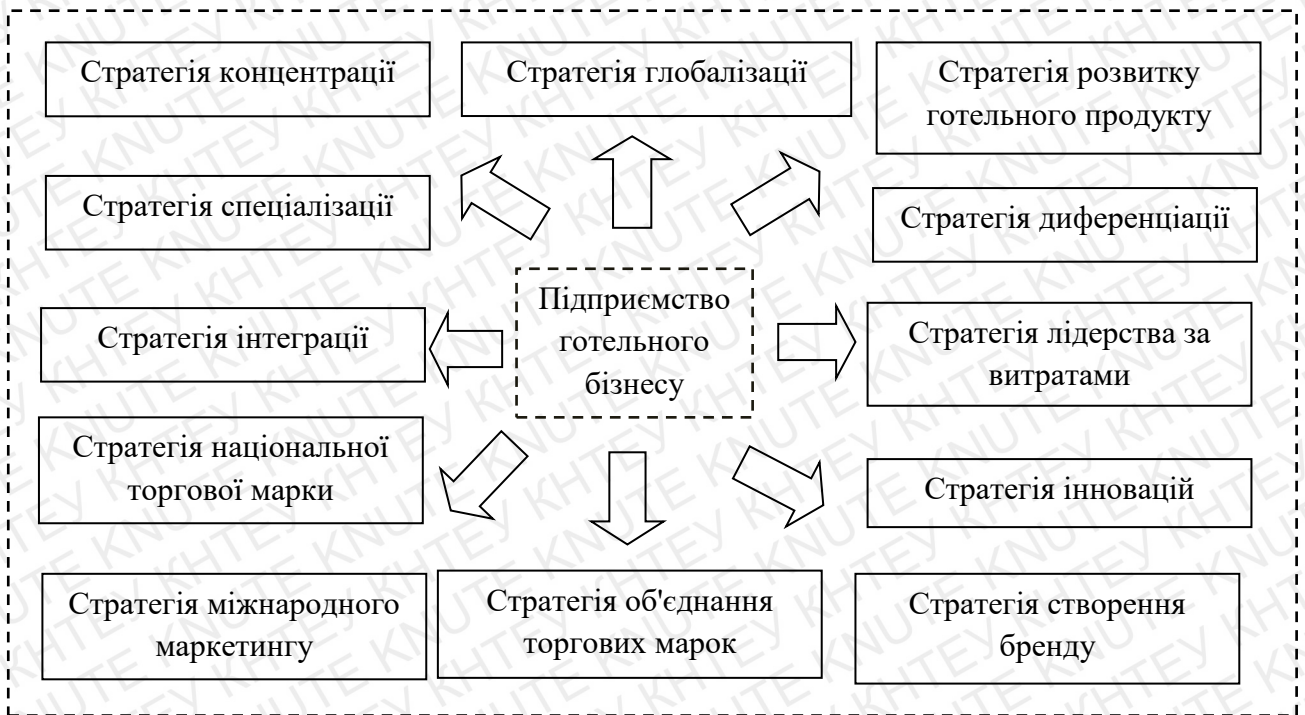 Стратегія концентрації
Стратегія глобалізації
Стратегія розвитку
готельного продукту
Стратегія спеціалізації
Стратегія диференціації
Підприємство
готельного
бізнесу
Стратегія інтеграції
Стратегія лідерства за
витратами
Стратегія національної
торгової марки
Стратегія інновацій
Стратегія міжнародного
маркетингу
Стратегія об'єднання
торгових марок
Стратегія створення
бренду